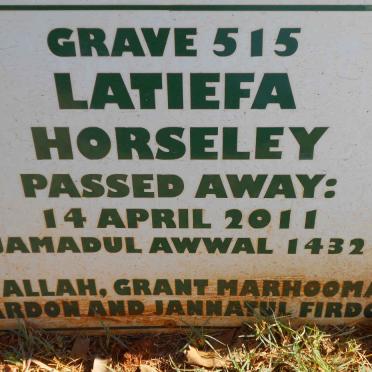 GRAVE 515
LATIEFA
HORSELEY
PASSED AWAY:
14 APRIL 2011
JAMADUL AWWAL 1432
ALLAH, GRANT MARHOOMA
ARDON AND JANNATUL FIRDO